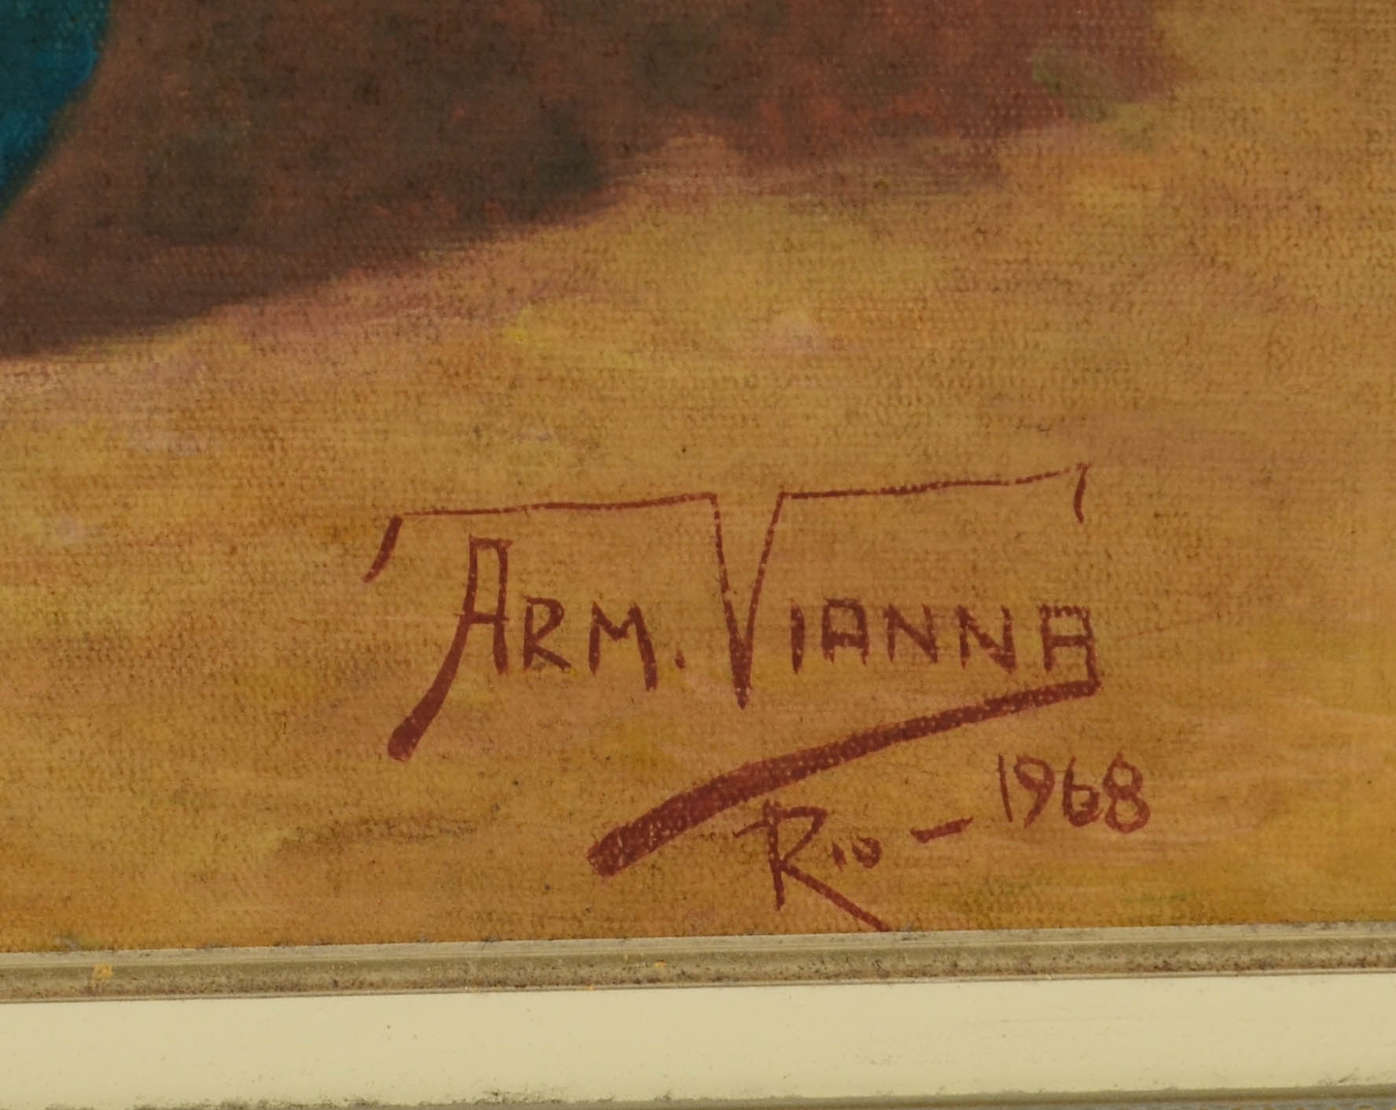 ARM. VIANNA
Rio - 1968